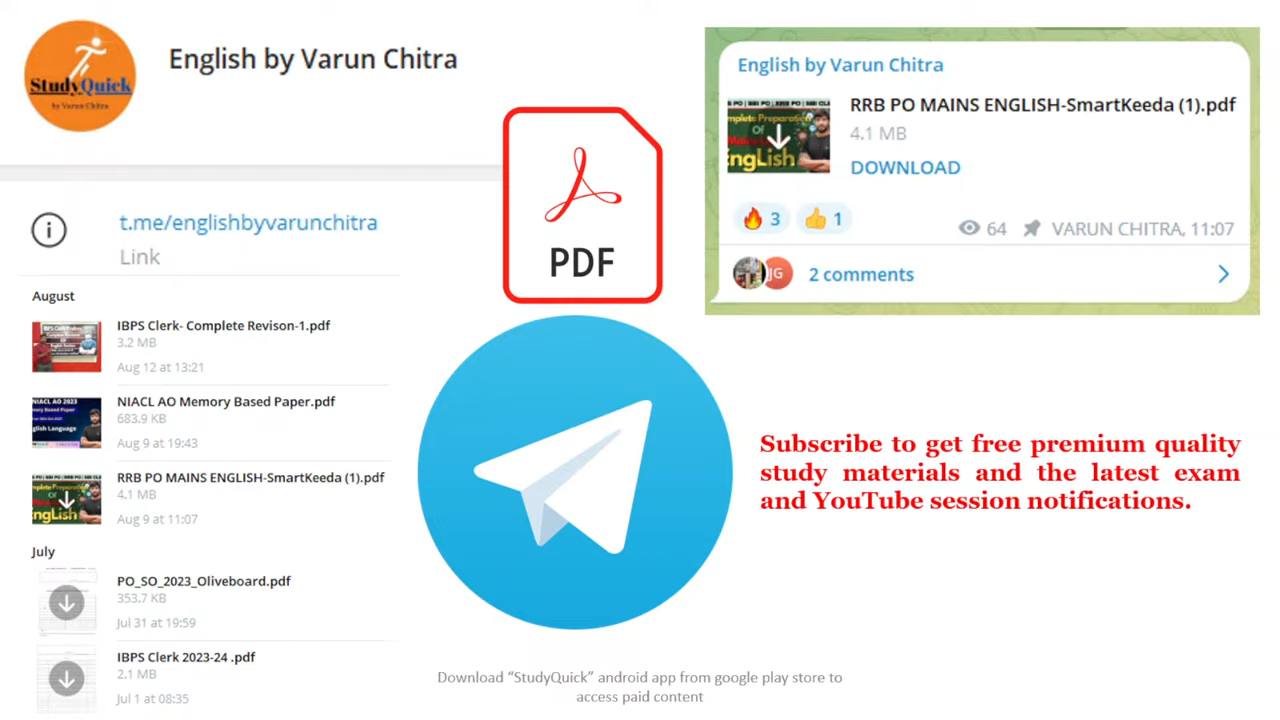 StudyQuick
by Varun Chitra
English by Varun Chitra
t.me/englishbyvarunchitra
Link
August
IBPS Clerk- Complete Revison-1.pdf
3.2 MB
Aug 12 at 13:21
NIACL AO 2023
NIACL AO Memory Based Paper.pdf
683.9 KB
Aug 9 at 19:43
RRB PO MAINS ENGLISH-SmartKeeda (1).pdf
4.1 MB
Aug 9 at 11:07
July
PO_SO_2023_Oliveboard.pdf
353.7 KB
Jul 31 at 19:59
IBPS Clerk 2023-24 .pdf
2.1 MB
Jul 1 at 08:35
PDF
English by Varun Chitra
RRB PO MAINS ENGLISH-SmartKeeda (1).pdf
4.1 MB
DOWNLOAD
3
1
64
VARUN CHITRA, 11:07
JG
2 comments
Subscribe to get free premium quality
study materials and the latest exam
and YouTube session notifications.
Download “StudyQuick” android app from google play store to
access paid content